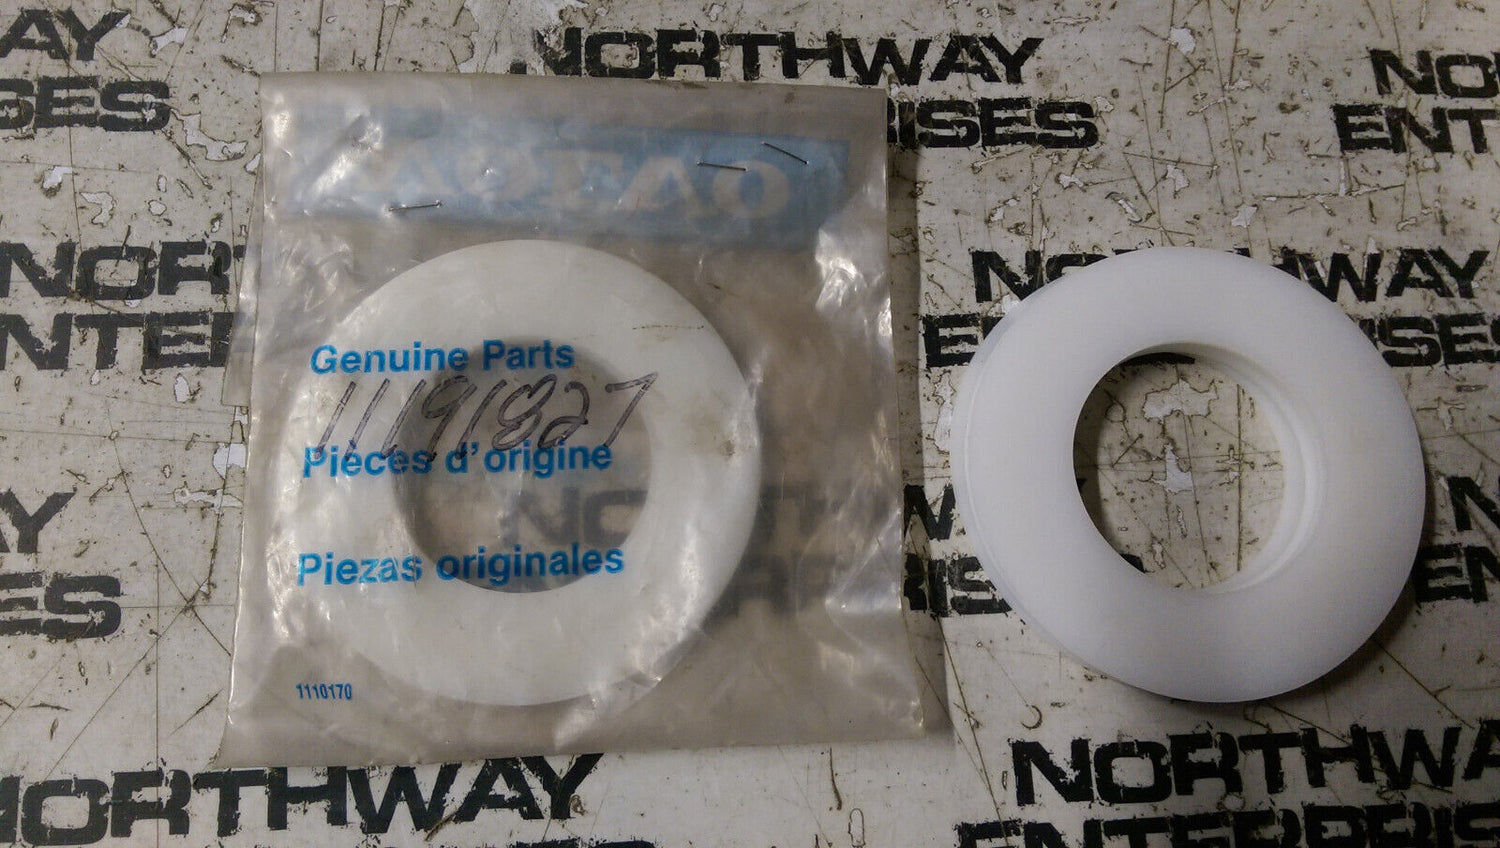 NORTHWAY
ENTERPRISES
Genuine Parts
11191827
Pièces d'origine
Piezas originales
1110170